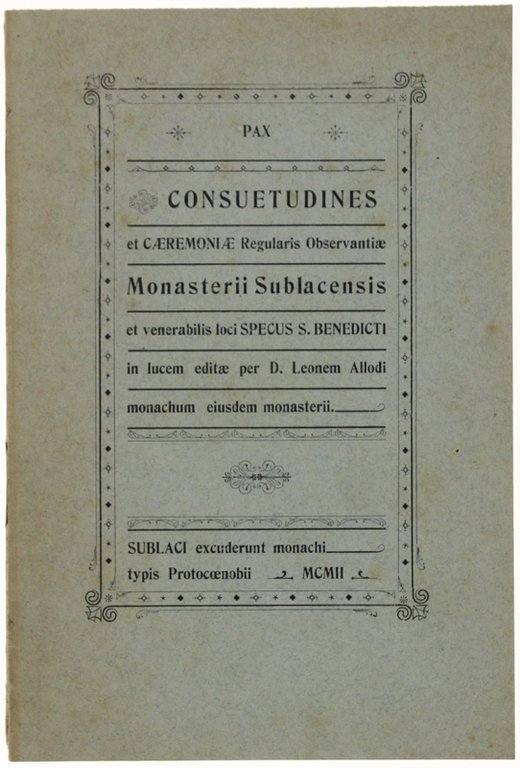 PAX
CONSUETUDINES
et CÆREMONIÆ Regularis Observantiæ
Monasterii Sublacensis
et venerabilis loci SPECUS S. BENEDICTI
in lucem editæ per D. Leonem Allodi
monachum eiusdem monasterii.
SUBLACI excuderunt monachi
typis Protocœnobii MCMII